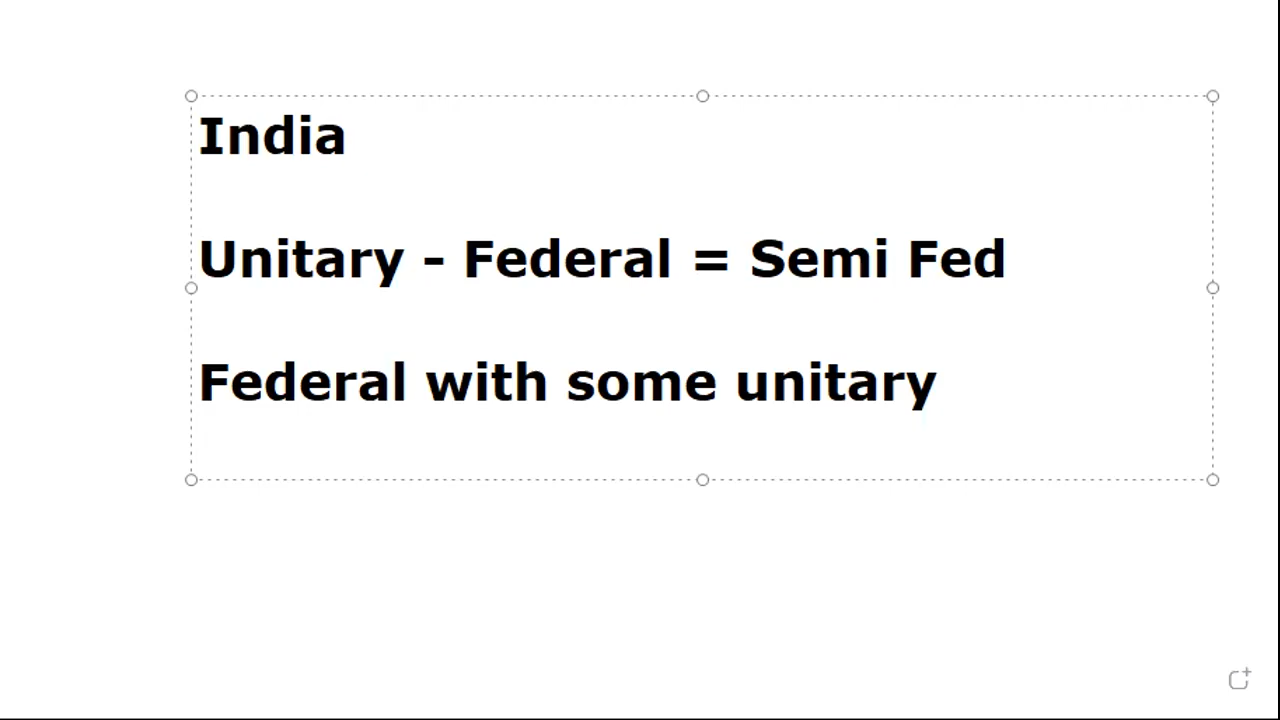 India
Unitary - Federal = Semi Fed
Federal with some unitary